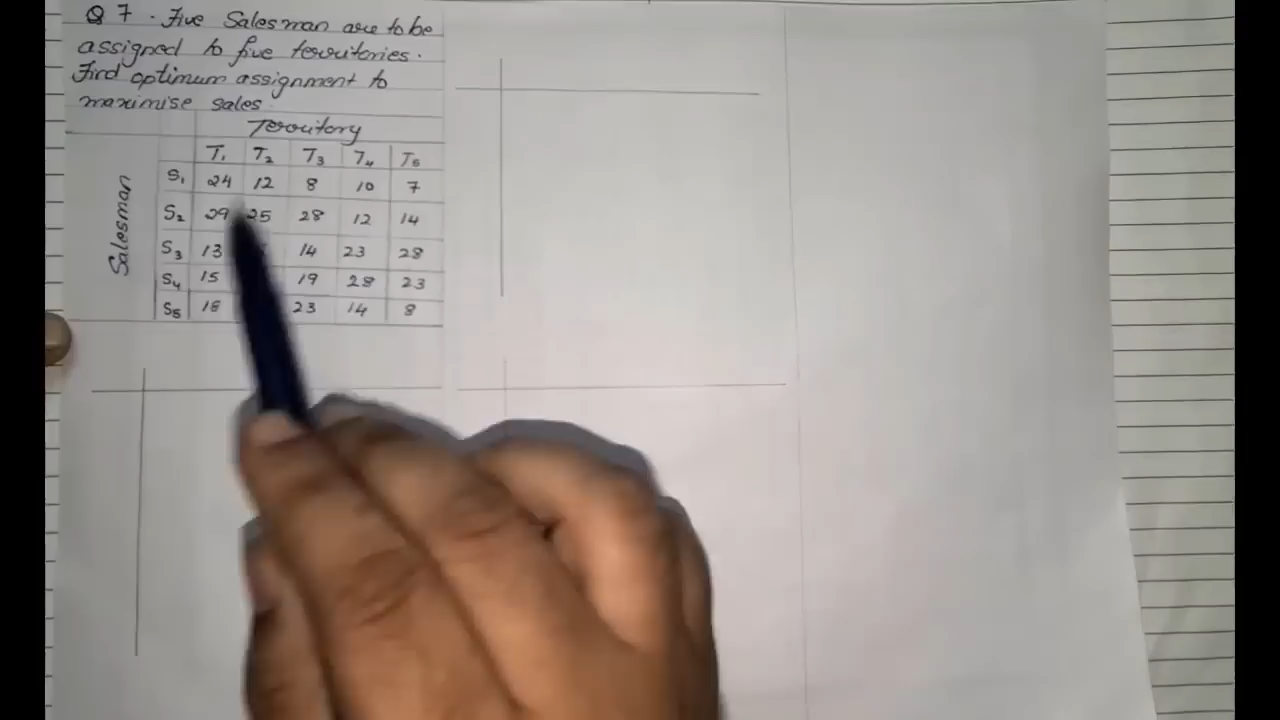 Q 7. Five Salesman are to be
assigned to five territories.
Find optimum assignment to
maximise sales.
Territory
T1 T2 T3 T4 T5
Salesman
S1 24 12 8 10 7
S2 29 25 28 12 14
S3 13 14 23 28
S4 15 19 28 23
S5 18 23 14 8